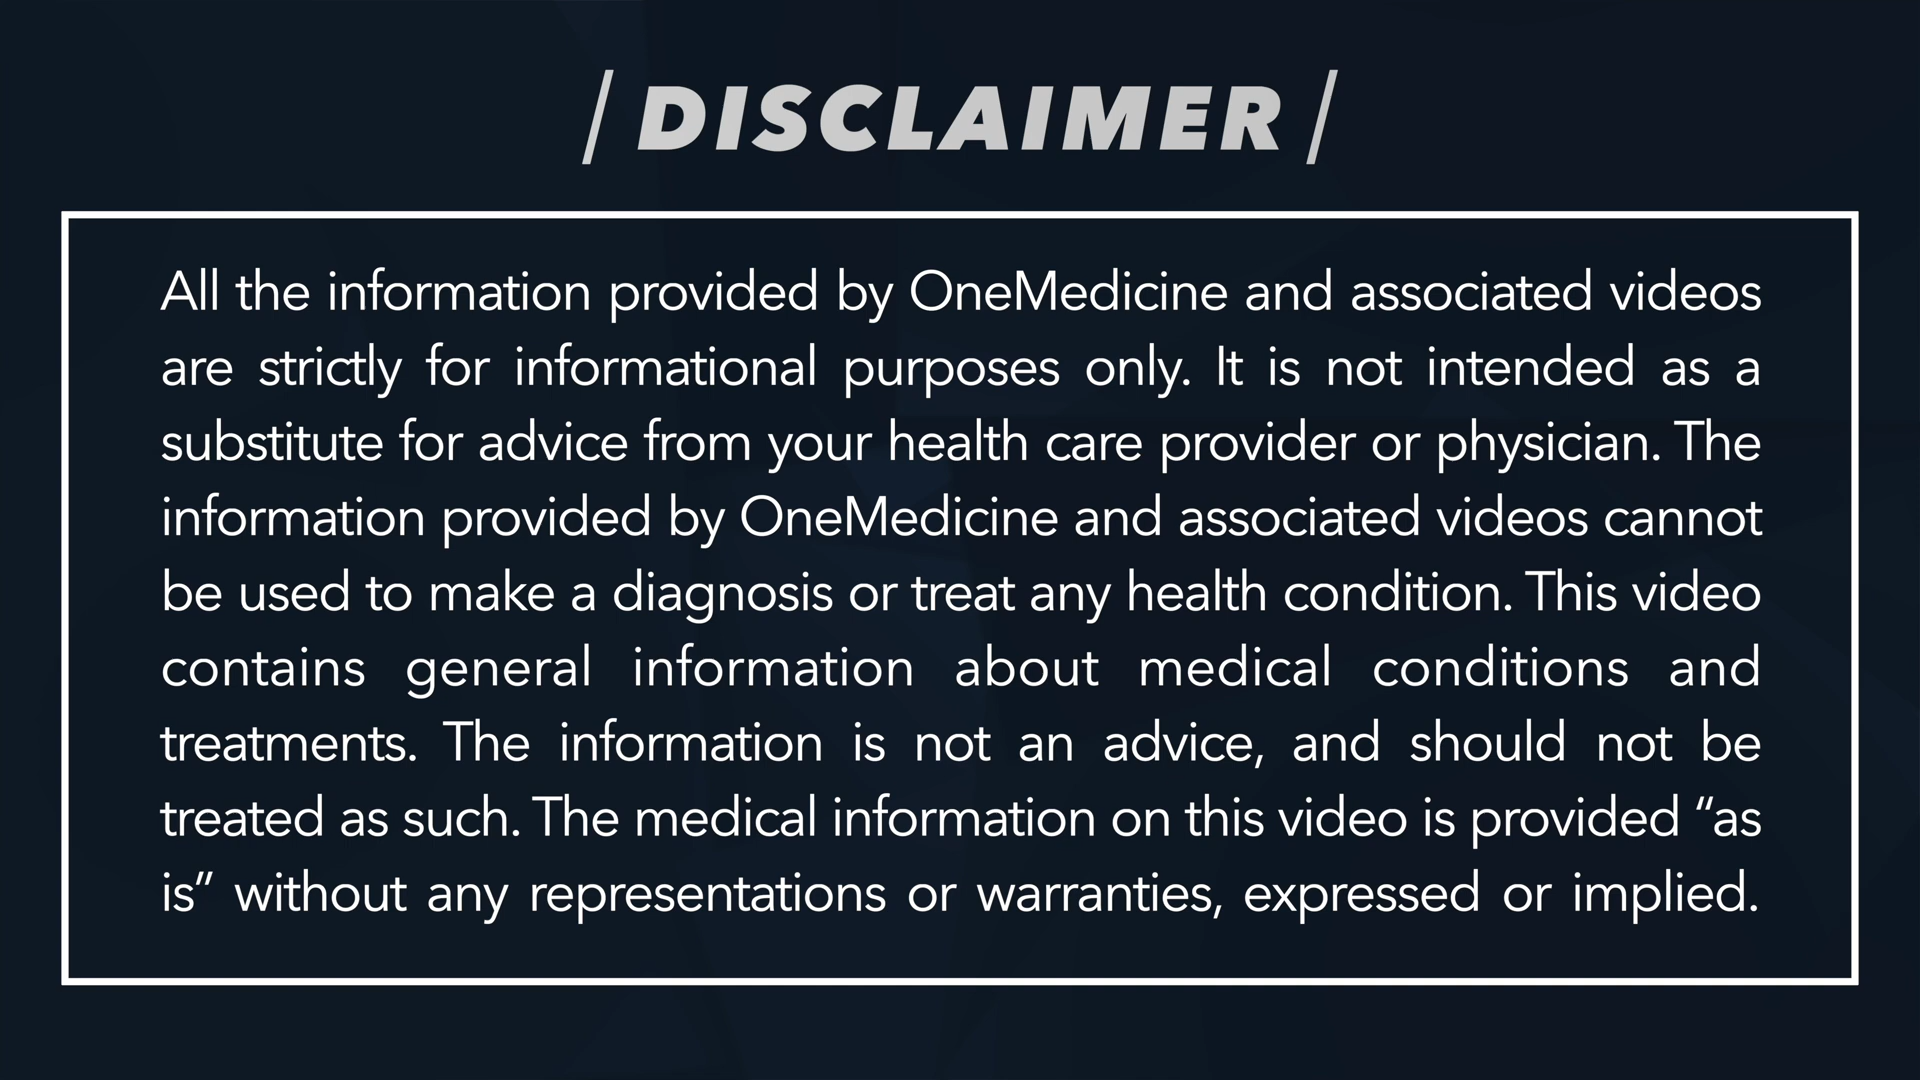 / DISCLAIMER /
All the information provided by OneMedicine and associated videos
are strictly for informational purposes only. It is not intended as a
substitute for advice from your health care provider or physician. The
information provided by OneMedicine and associated videos cannot
be used to make a diagnosis or treat any health condition. This video
contains general information about medical conditions and
treatments. The information is not an advice, and should not be
treated as such. The medical information on this video is provided “as
is” without any representations or warranties, expressed or implied.